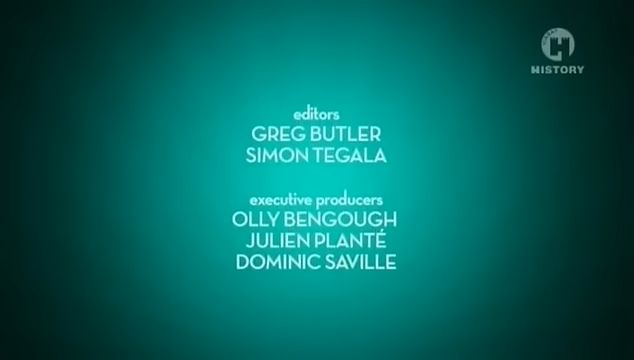 HISTORY
editors
GREG BUTLER
SIMON TEGALA
executive producers
OLLY BENGOUGH
JULIEN PLANTÉ
DOMINIC SAVILLE